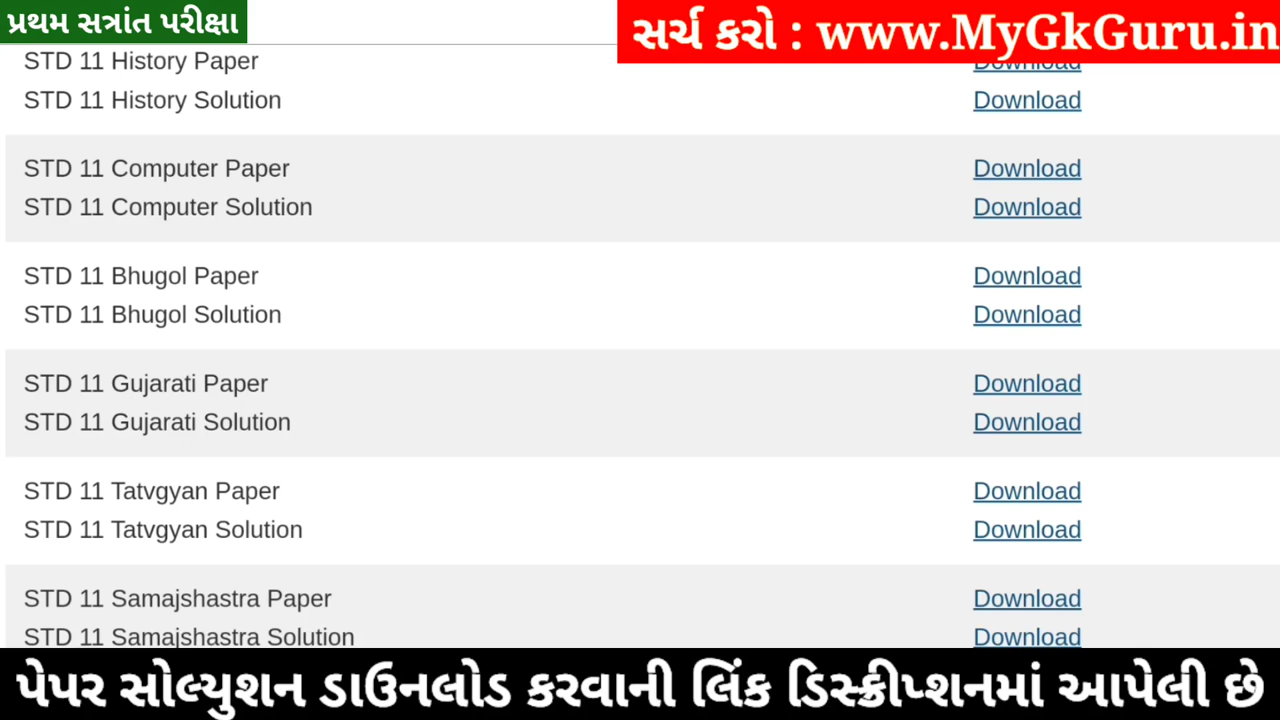 પ્રથમ સત્રાંત પરીક્ષા
સર્ચ કરો : www.MyGkGuru.in
STD 11 History Paper Download
STD 11 History Solution Download
STD 11 Computer Paper Download
STD 11 Computer Solution Download
STD 11 Bhugol Paper Download
STD 11 Bhugol Solution Download
STD 11 Gujarati Paper Download
STD 11 Gujarati Solution Download
STD 11 Tatvgyan Paper Download
STD 11 Tatvgyan Solution Download
STD 11 Samajshastra Paper Download
STD 11 Samajshastra Solution Download
પેપર સોલ્યુશન ડાઉનલોડ કરવાની લિંક ડિસ્ક્રીપ્શનમાં આપેલી છે